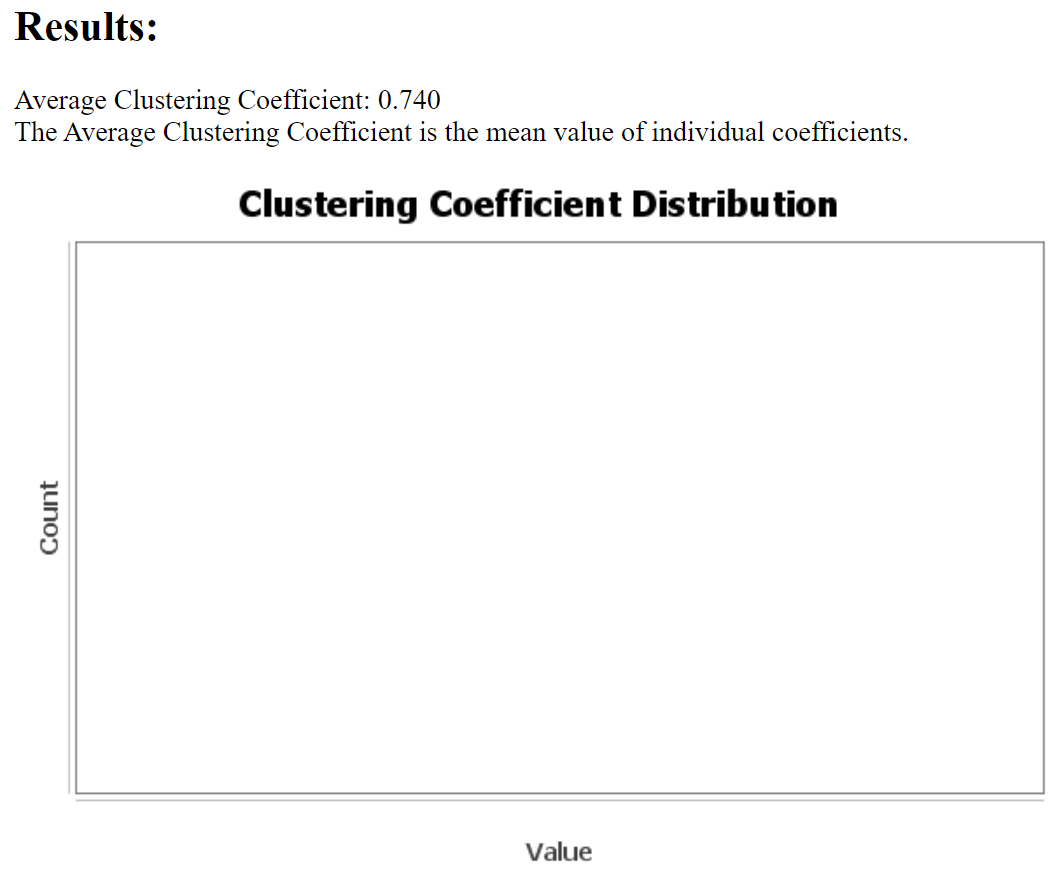 Results:
Average Clustering Coefficient: 0.740
The Average Clustering Coefficient is the mean value of individual coefficients.
Clustering Coefficient Distribution
Count
Value